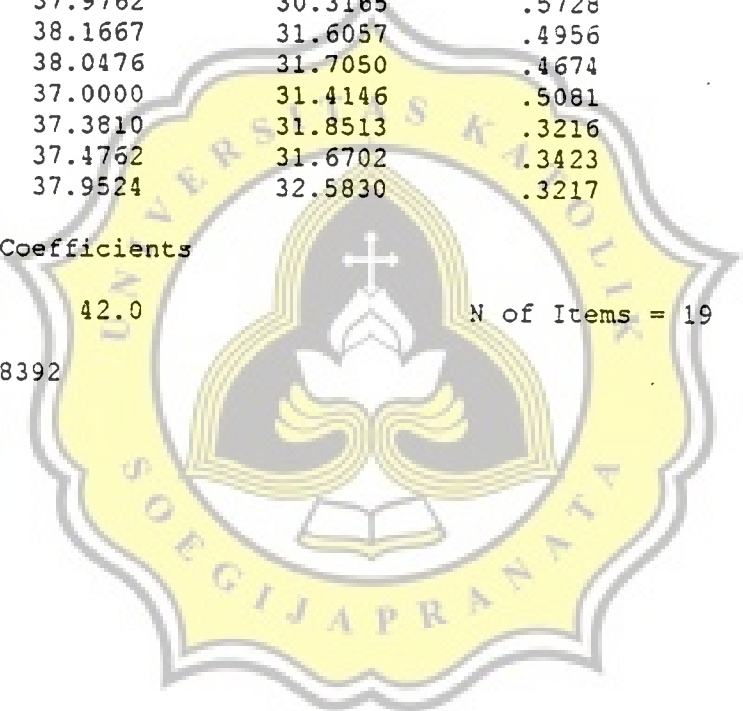 37.9762 30.3165 .5728
38.1667 31.6057 .4956
38.0476 31.7050 .4674
37.0000 31.4146 .5081
37.3810 31.8513 .3216
37.4762 31.6702 .3423
37.9524 32.5830 .3217
Coefficients
42.0 N of Items = 19
8392
UNIVERSITAS KATOLIK
SOEGIJAPRANATA